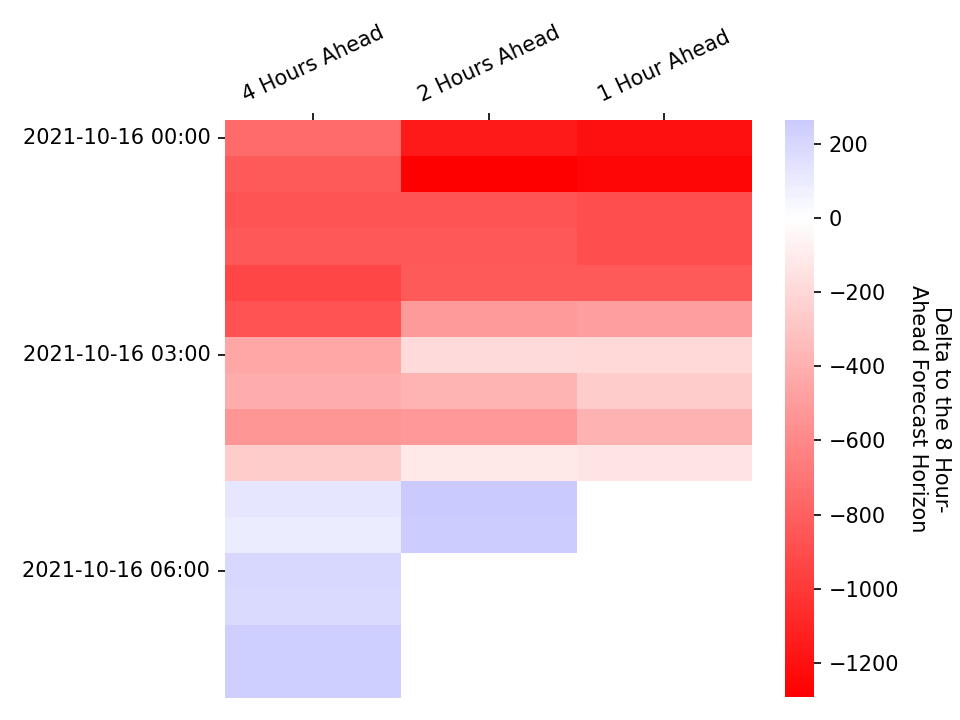 4 Hours Ahead
2 Hours Ahead
1 Hour Ahead
2021-10-16 00:00
2021-10-16 03:00
2021-10-16 06:00
200
0
−200
−400
−600
−800
−1000
−1200
Delta to the 8 Hour-
Ahead Forecast Horizon